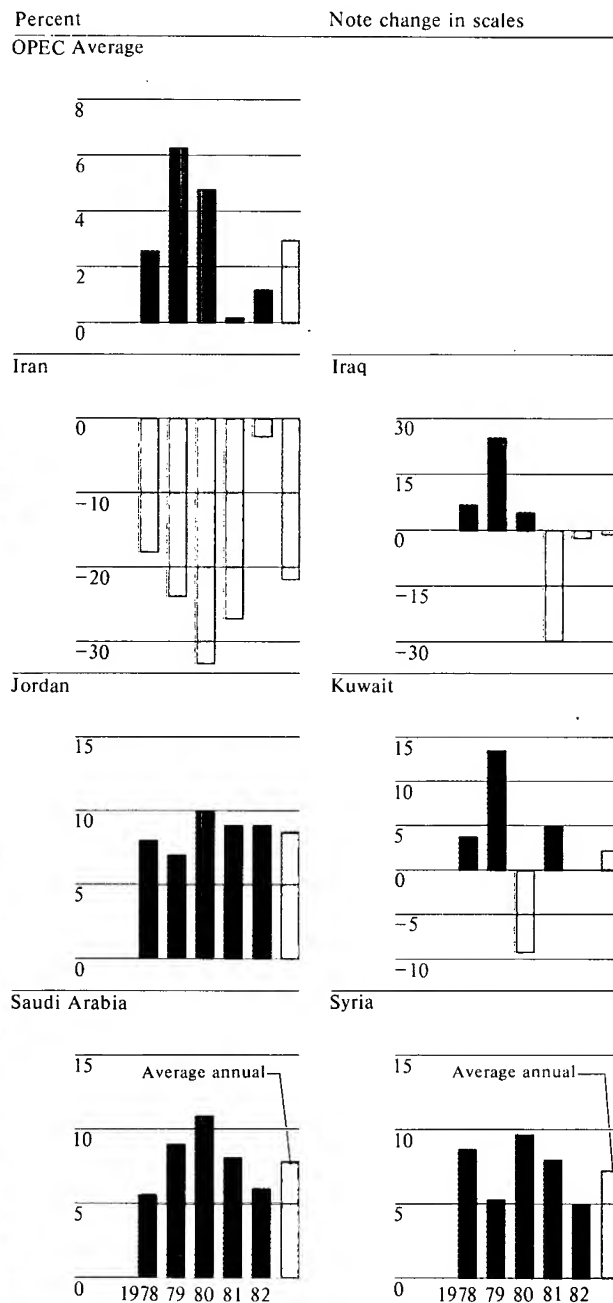 Percent
Note change in scales
OPEC Average
8
6
4
2
0
Iran
0
−10
−20
−30
Iraq
30
15
0
−15
−30
Jordan
15
10
5
0
Kuwait
15
10
5
0
−5
−10
Saudi Arabia
15
Average annual
10
5
0
1978 79 80 81 82
Syria
15
Average annual
10
5
0
1978 79 80 81 82